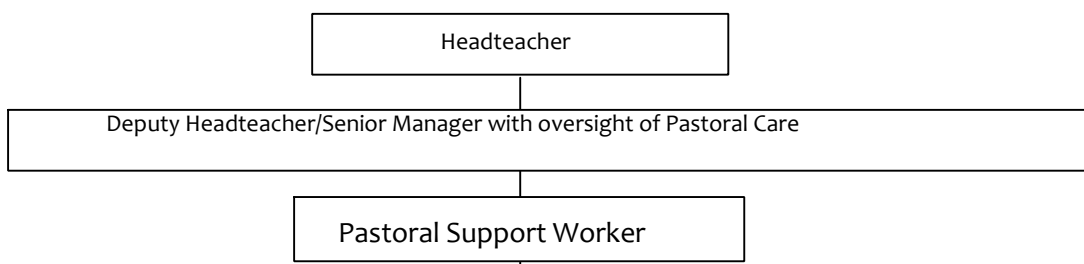 Headteacher
Deputy Headteacher/Senior Manager with oversight of Pastoral Care
Pastoral Support Worker